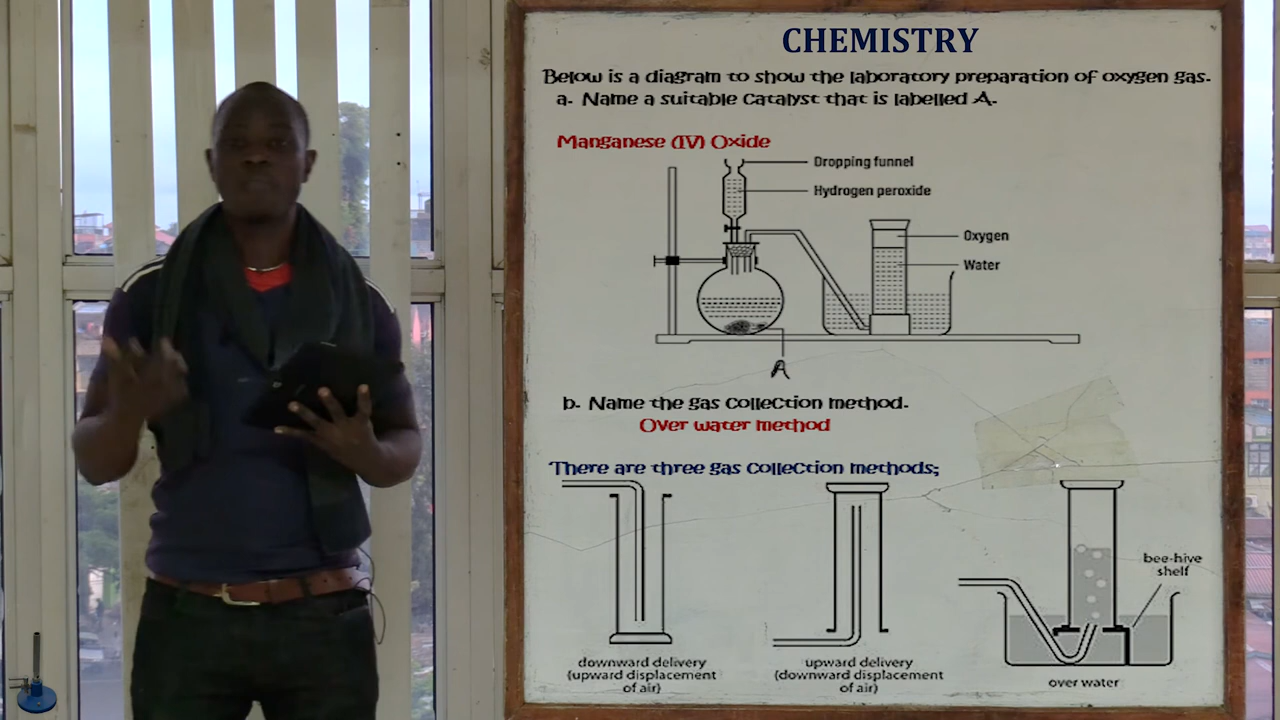 CHEMISTRY
Below is a diagram to show the laboratory preparation of oxygen gas.
a. Name a suitable catalyst that is labelled A.
Manganese (IV) Oxide
Dropping funnel
Hydrogen peroxide
Oxygen
Water
A
b. Name the gas collection method.
Over water method
There are three gas collection methods;
bee-hive
shelf
downward delivery
(upward displacement
of air)
upward delivery
(downward displacement
of air)
over water